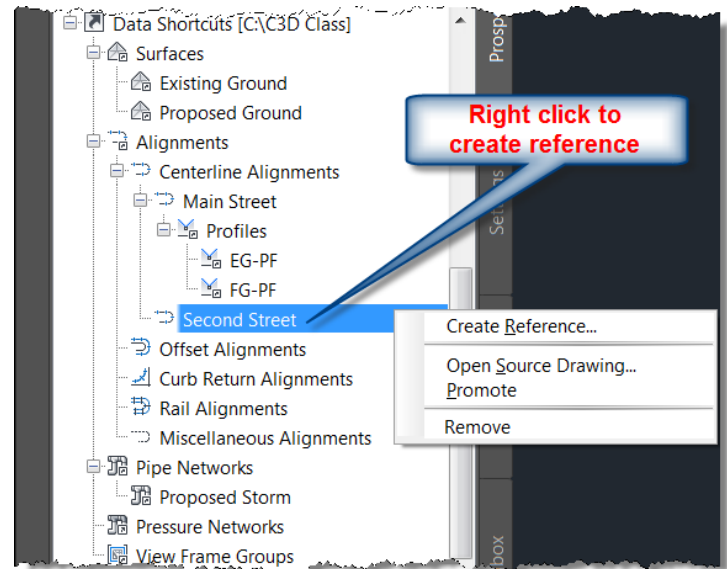 Data Shortcuts [C:\C3D Class]
Surfaces
Existing Ground
Proposed Ground
Alignments
Centerline Alignments
Main Street
Profiles
EG-PF
FG-PF
Second Street
Offset Alignments
Curb Return Alignments
Rail Alignments
Miscellaneous Alignments
Pipe Networks
Proposed Storm
Pressure Networks
View Frame Groups
Right click to
create reference
Create Reference...
Open Source Drawing...
Promote
Remove
Prosp